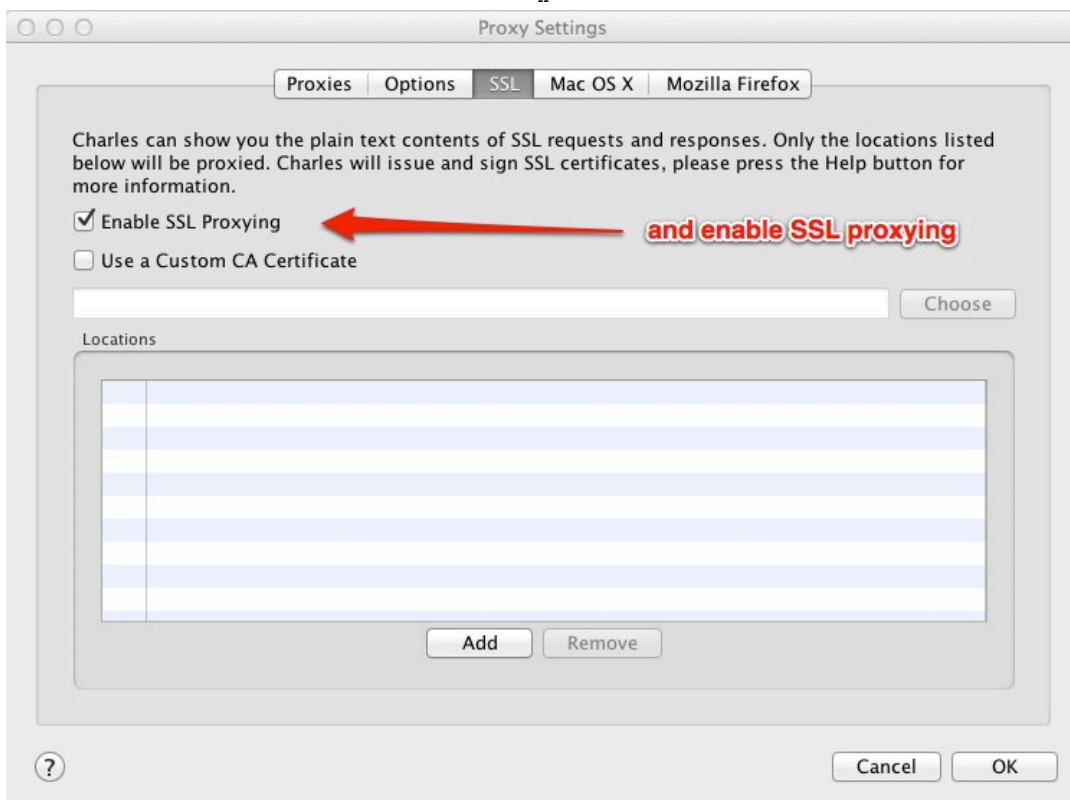 Proxy Settings
Proxies Options SSL Mac OS X Mozilla Firefox
Charles can show you the plain text contents of SSL requests and responses. Only the locations listed
below will be proxied. Charles will issue and sign SSL certificates, please press the Help button for
more information.
Enable SSL Proxying
and enable SSL proxying
Use a Custom CA Certificate
Choose
Locations
Add Remove
? Cancel OK